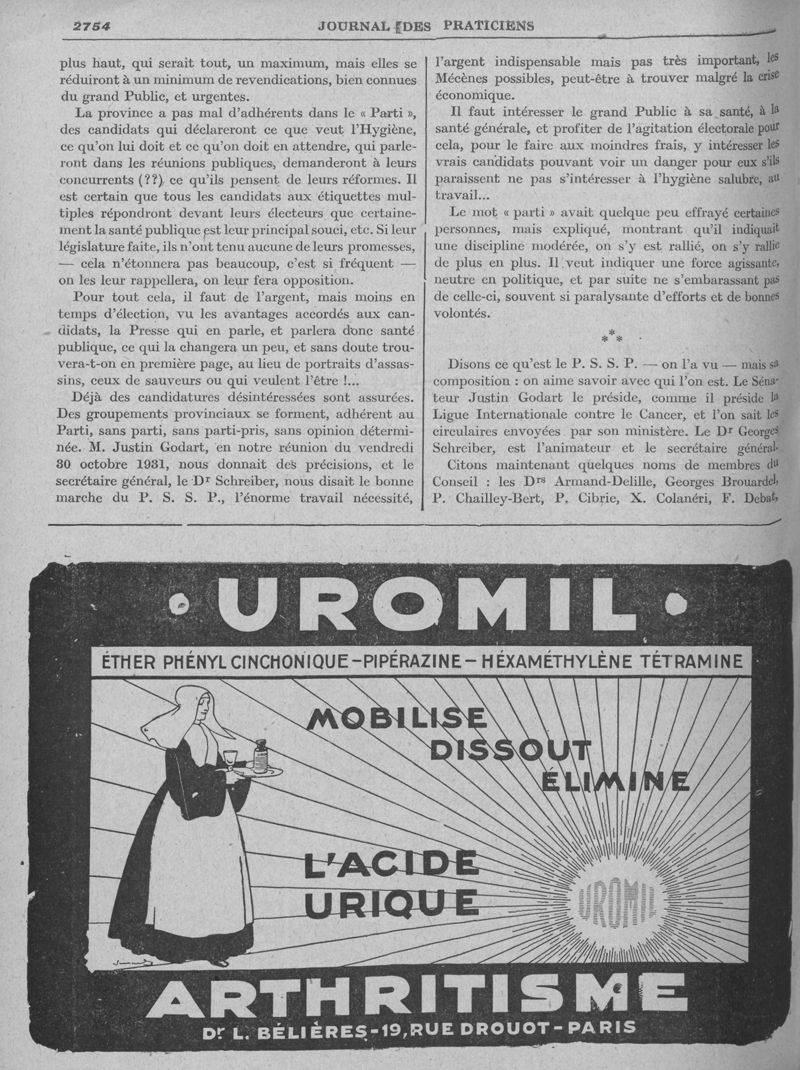 2754
JOURNAL DES PRATICIENS
plus haut, qui serait tout, un maximum, mais elles se
réduiront à un minimum de revendications, bien connues
du grand Public, et urgentes.
La province a pas mal d'adhérents dans le « Parti »,
des candidats qui déclareront ce que veut l'Hygiène,
ce qu'on lui doit et ce qu'on doit en attendre, qui parle-
ront dans les réunions publiques, demanderont à leurs
concurrents (??) ce qu'ils pensent de leurs réformes. Il
est certain que tous les candidats aux étiquettes mul-
tiples répondront devant leurs électeurs que certaine-
ment la santé publique est leur principal souci, etc. Si leur
législature faite, ils n'ont tenu aucune de leurs promesses,
— cela n'étonnera pas beaucoup, c'est si fréquent —
on les leur rappellera, on leur fera opposition.
Pour tout cela, il faut de l'argent, mais moins en
temps d'élection, vu les avantages accordés aux can-
didats, la Presse qui en parle, et parlera donc santé
publique, ce qui la changera un peu, et sans doute trou-
vera-t-on en première page, au lieu de portraits d'assas-
sins, ceux de sauveurs ou qui veulent l'être !...
Déjà des candidatures désintéressées sont assurées.
Des groupements provinciaux se forment, adhérent au
Parti, sans parti, sans parti-pris, sans opinion détermi-
née. M. Justin Godart, en notre réunion du vendredi
30 octobre 1931, nous donnait des précisions, et le
secrétaire général, le Dr Schreiber, nous disait le bonne
marche du P. S. S. P., l'énorme travail nécessité,
l'argent indispensable mais pas très important, les
Mécènes possibles, peut-être à trouver malgré la crise
économique.
Il faut intéresser le grand Public à sa santé, à la
santé générale, et profiter de l'agitation électorale pour
cela, pour le faire aux moindres frais, y intéresser les
vrais candidats pouvant voir un danger pour eux s'ils
paraissent ne pas s'intéresser à l'hygiène salubre, au
travail...
Le mot « parti » avait quelque peu effrayé certaines
personnes, mais expliqué, montrant qu'il indiquait
une discipline modérée, on s'y est rallié, on s'y rallie
de plus en plus. Il veut indiquer une force agissante,
neutre en politique, et par suite ne s'embarassant pas
de celle-ci, souvent si paralysante d'efforts et de bonnes
volontés.
* * *
Disons ce qu'est le P. S. S. P. — on l'a vu — mais sa
composition : on aime savoir avec qui l'on est. Le Séna-
teur Justin Godart le préside, comme il préside la
Ligue Internationale contre le Cancer, et l'on sait les
circulaires envoyées par son ministère. Le Dr Georges
Schreiber, est l'animateur et le secrétaire général.
Citons maintenant quelques noms de membres du
Conseil : les Drs Armand-Delille, Georges Brouardel,
P. Chailley-Bert, P. Cibrie, X. Colanéri, F. Debat,
• UROMIL •
ÉTHER PHÉNYL CINCHONIQUE - PIPÉRAZINE - HÉXAMÉTHYLÈNE TÉTRAMINE
MOBILISE
DISSOUT
ÉLIMINE
L'ACIDE
URIQUE
UROMIL
ARTHRITISME
Dr L. BÉLIÈRES - 19, RUE DROUOT - PARIS